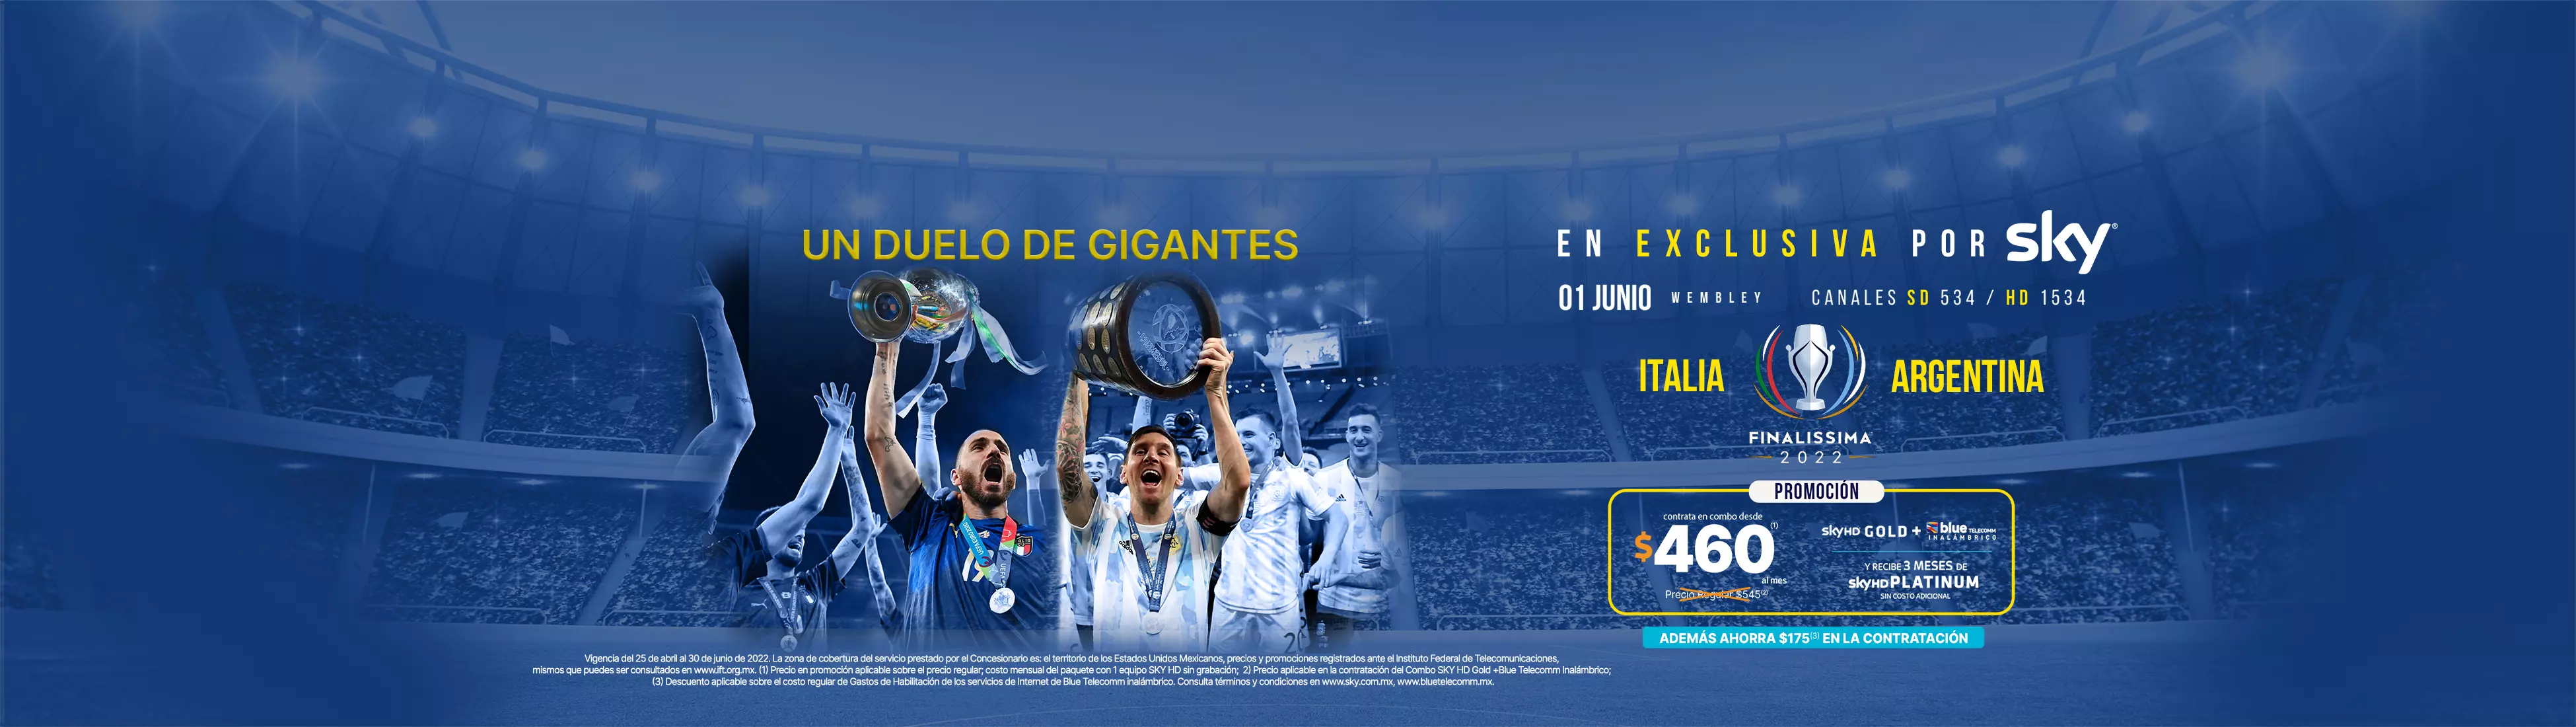 UN DUELO DE GIGANTES
EN EXCLUSIVA POR sky®
01 JUNIO WEMBLEY CANALES SD 534 / HD 1534
ITALIA ARGENTINA
FINALISSIMA
2022
PROMOCIÓN
contrata en combo desde
$460(1)
al mes
Precio Regular $545(2)
skyHD GOLD + blue TELECOMM
INALÁMBRICO
Y RECIBE 3 MESES DE
skyHD PLATINUM
SIN COSTO ADICIONAL
ADEMÁS AHORRA $175(3) EN LA CONTRATACIÓN
Vigencia del 25 de abril al 30 de junio de 2022. La zona de cobertura del servicio prestado por el Concesionario es: el territorio de los Estados Unidos Mexicanos, precios y promociones registrados ante el Instituto Federal de Telecomunicaciones,
mismos que puedes ser consultados en www.ift.org.mx. (1) Precio en promoción aplicable sobre el precio regular; costo mensual del paquete con 1 equipo SKY HD sin grabación; 2) Precio aplicable en la contratación del Combo SKY HD Gold +Blue Telecomm Inalámbrico;
(3) Descuento aplicable sobre el costo regular de Gastos de Habilitación de los servicios de Internet de Blue Telecomm inalámbrico. Consulta términos y condiciones en www.sky.com.mx, www.bluetelecomm.mx.